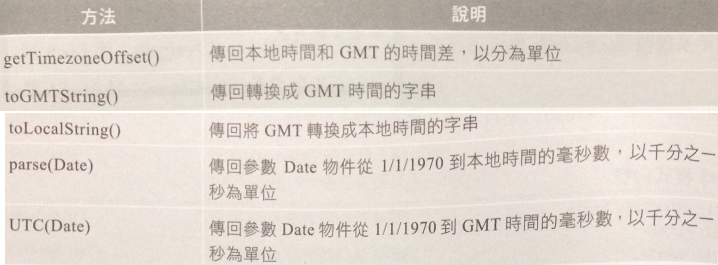 方法 說明
getTimezoneOffset() 傳回本地時間和 GMT 的時間差,以分為單位
toGMTString() 傳回轉換成 GMT 時間的字串
toLocalString() 傳回將 GMT 轉換成本地時間的字串
parse(Date) 傳回參數 Date 物件從 1/1/1970 到本地時間的毫秒數,以千分之一
秒為單位
UTC(Date) 傳回參數 Date 物件從 1/1/1970 到 GMT 時間的毫秒數,以千分之一
秒為單位